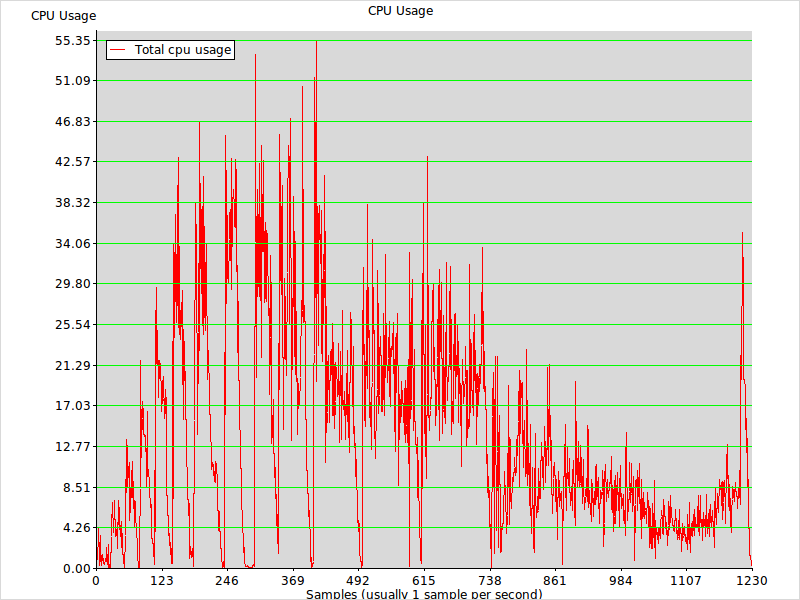 CPU Usage
CPU Usage
Total cpu usage
55.35
51.09
46.83
42.57
38.32
34.06
29.80
25.54
21.29
17.03
12.77
8.51
4.26
0.00
0 123 246 369 492 615 738 861 984 1107 1230
Samples (usually 1 sample per second)